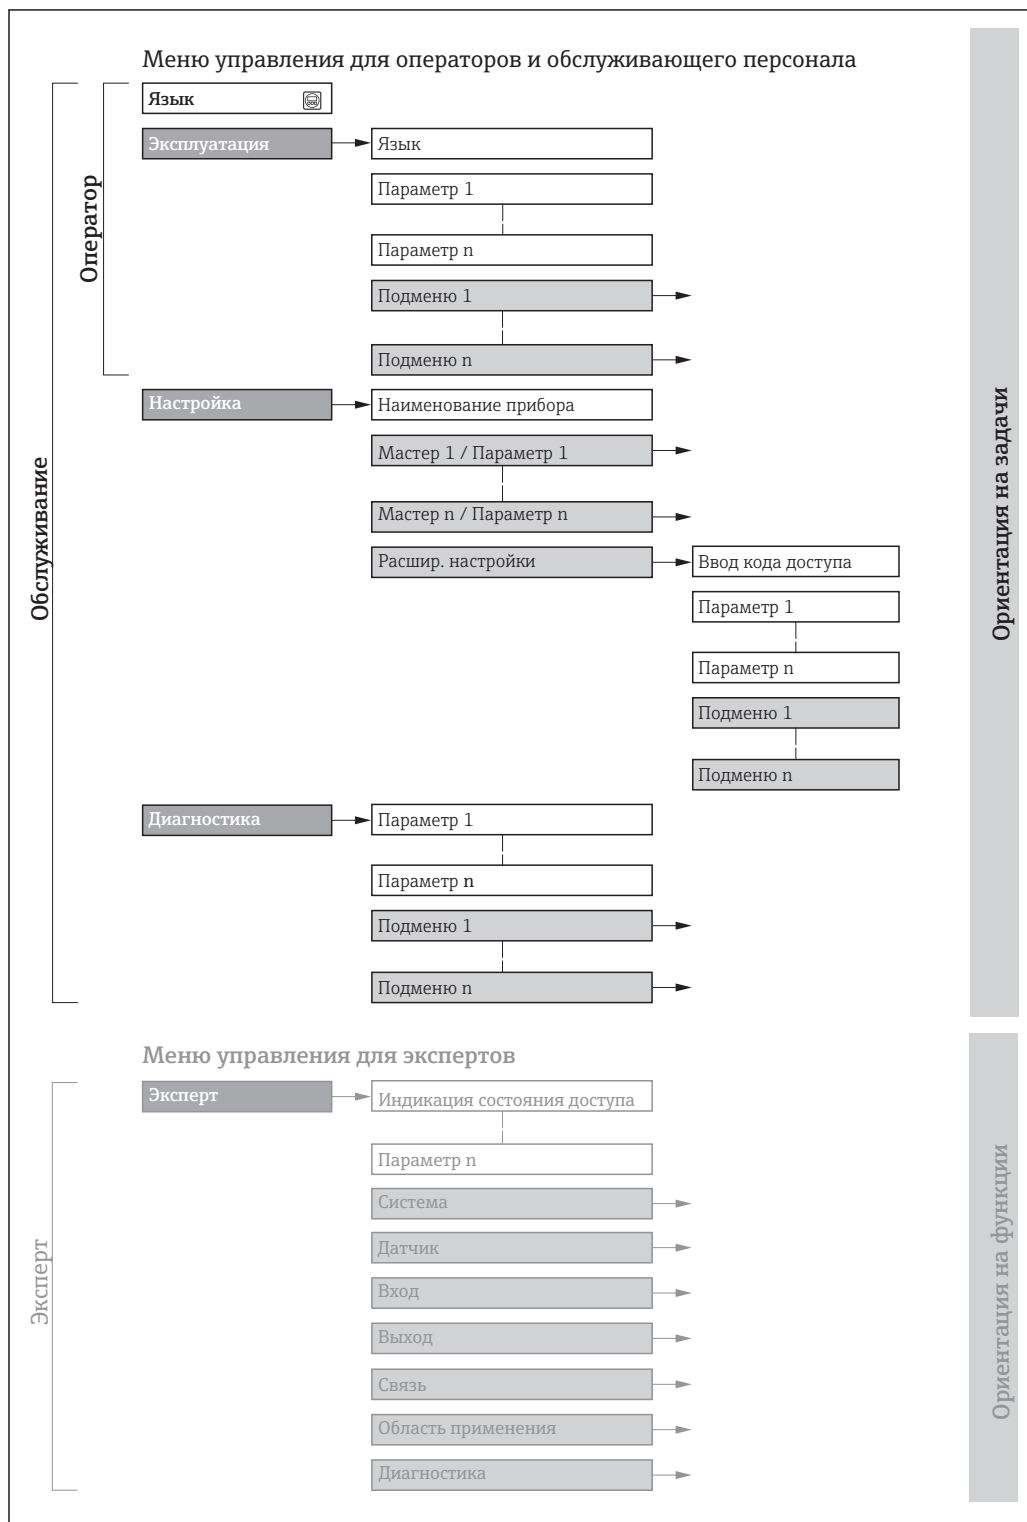 Меню управления для операторов и обслуживающего персонала
Язык
Эксплуатация
Язык
Параметр 1
Параметр n
Подменю 1
Подменю n
Оператор
Настройка
Наименование прибора
Мастер 1 / Параметр 1
Мастер n / Параметр n
Расшир. настройки
Ввод кода доступа
Параметр 1
Параметр n
Подменю 1
Подменю n
Обслуживание
Диагностика
Параметр 1
Параметр n
Подменю 1
Подменю n
Ориентация на задачи
Меню управления для экспертов
Эксперт
Индикация состояния доступа
Параметр n
Система
Датчик
Вход
Выход
Связь
Область применения
Диагностика
Эксперт
Ориентация на функции